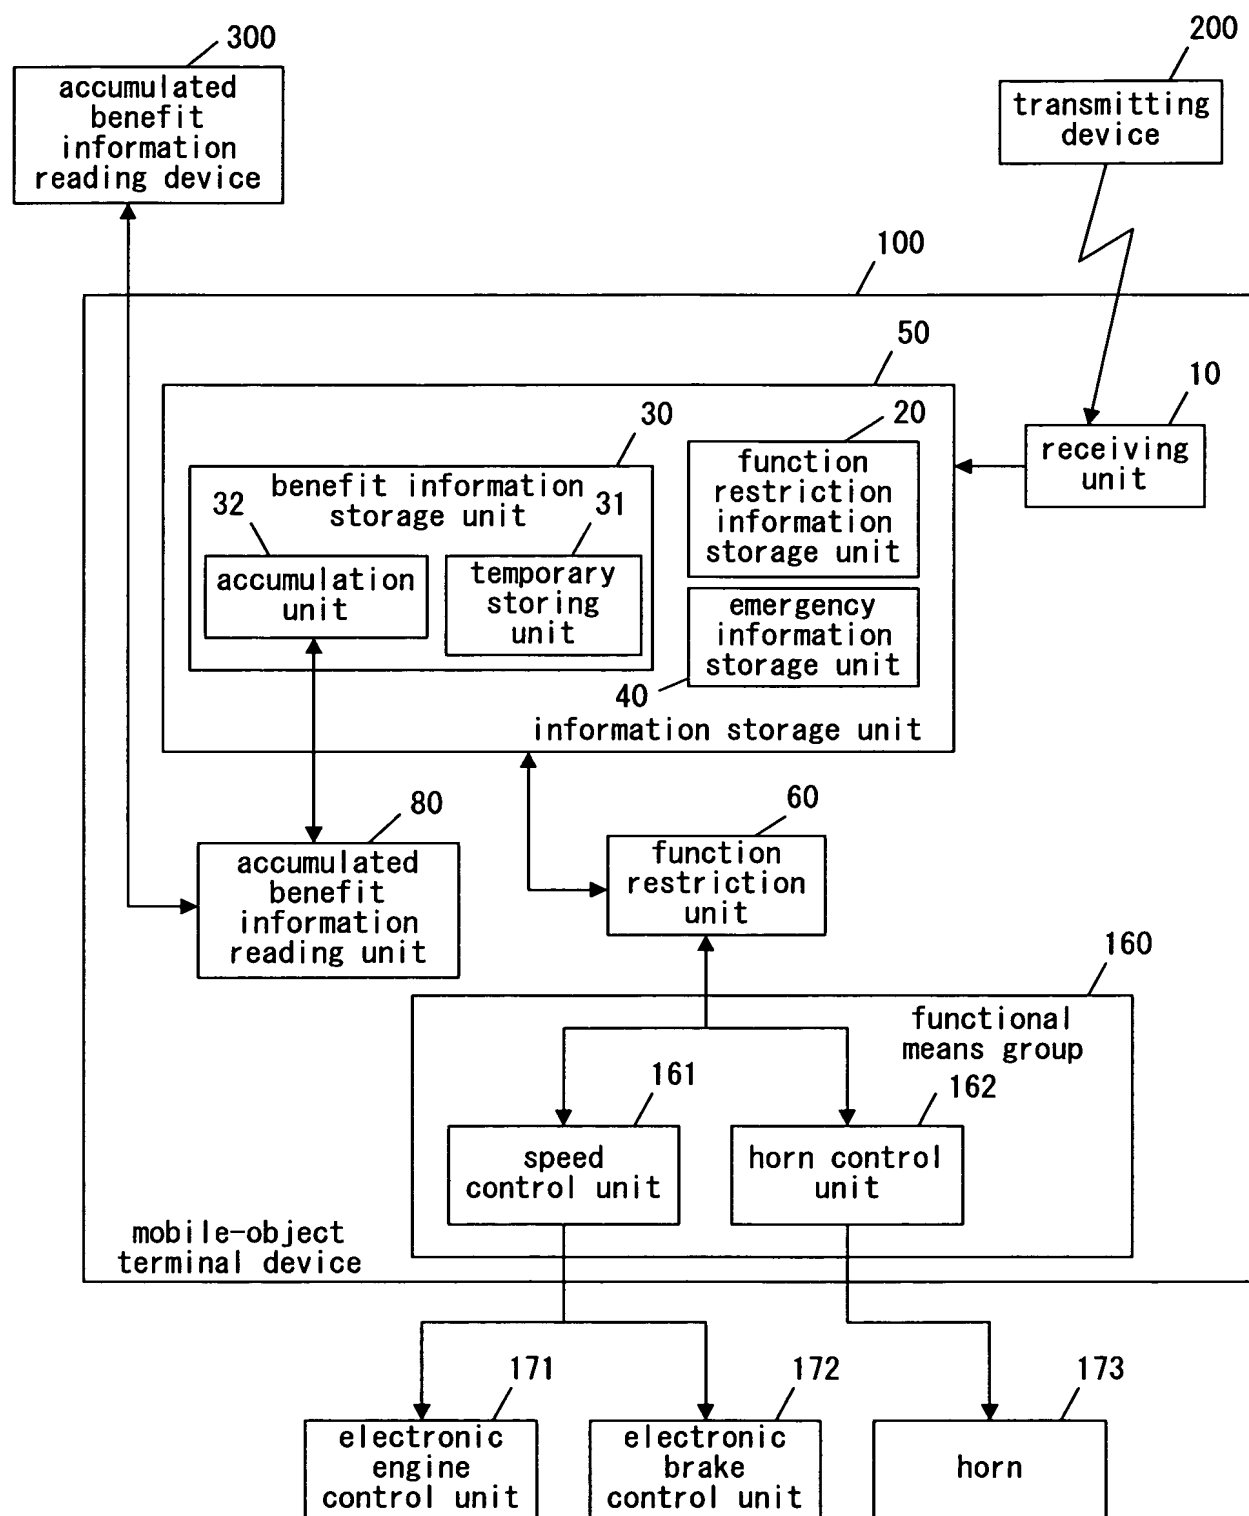 300
200
accumulated
benefit
information
reading device
transmitting
device
100
50
10
20
30
receiving
unit
function
restriction
information
storage unit
benefit information
storage unit
32
31
accumulation
unit
temporary
storing
unit
emergency
information
storage unit
40
information storage unit
80
60
accumulated
benefit
information
reading unit
function
restriction
unit
160
functional
means group
161
162
speed
control unit
horn control
unit
mobile-object
terminal device
171
172
173
electronic
engine
control unit
electronic
brake
control unit
horn